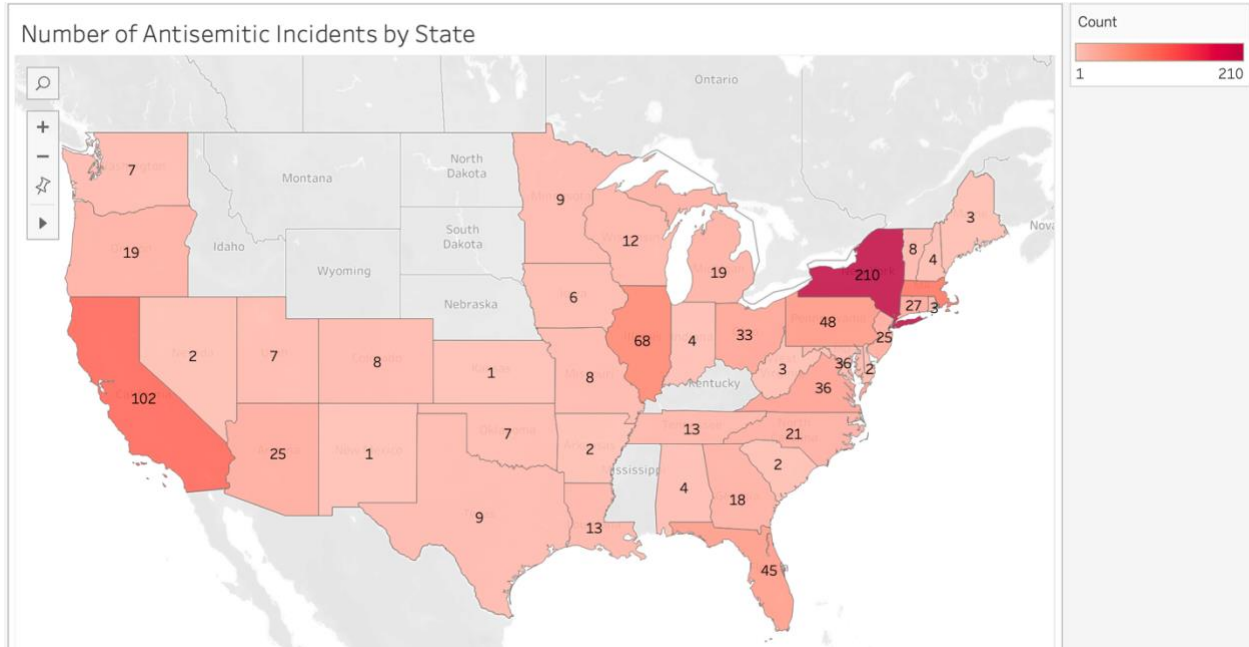 Number of Antisemitic Incidents by State
Count
1 210
Ontario
North
Dakota
Montana
7
9
3
South
Dakota
8
Idaho
12
4
19
Wyoming
19
210
Nebraska
6
27
3
48
25
68
4
33
2
7
8
3
36
2
1
8
36
102
Kentucky
7
13
21
25
1
2
2
Mississippi
4
18
9
13
45
Nova